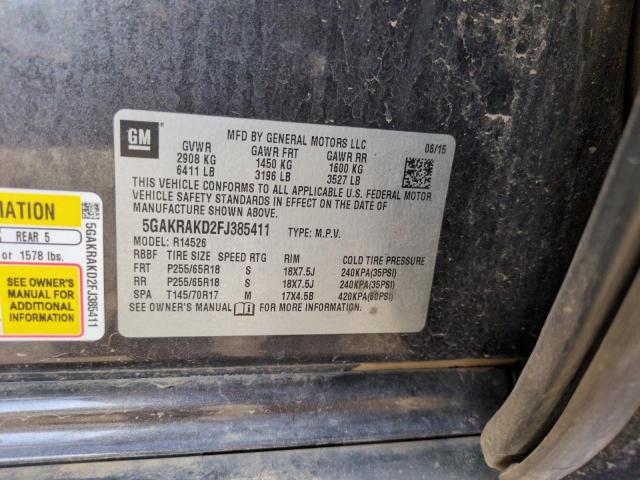 GM
MFD BY GENERAL MOTORS LLC
06/15
GVWR GAWR FRT GAWR RR
2908 KG 1450 KG 1600 KG
6411 LB 3196 LB 3527 LB
THIS VEHICLE CONFORMS TO ALL APPLICABLE U.S. FEDERAL MOTOR
VEHICLE SAFETY STANDARDS IN EFFECT ON THE DATE OF
MANUFACTURE SHOWN ABOVE.
5GAKRAKD2FJ385411 TYPE: M.P.V.
MODEL: R14526
RBBF TIRE SIZE SPEED RTG RIM COLD TIRE PRESSURE
FRT P255/65R18 S 18X7.5J 240KPA(35PSI)
RR P255/65R18 S 18X7.5J 240KPA(35PSI)
SPA T145/70R17 M 17X4.5B 420KPA(60PSI)
SEE OWNER'S MANUAL FOR MORE INFORMATION.
MATION
REAR 5
or 1578 lbs.
SEE OWNER'S
MANUAL FOR
ADDITIONAL
INFORMATION
5GAKRAKD2FJ385411